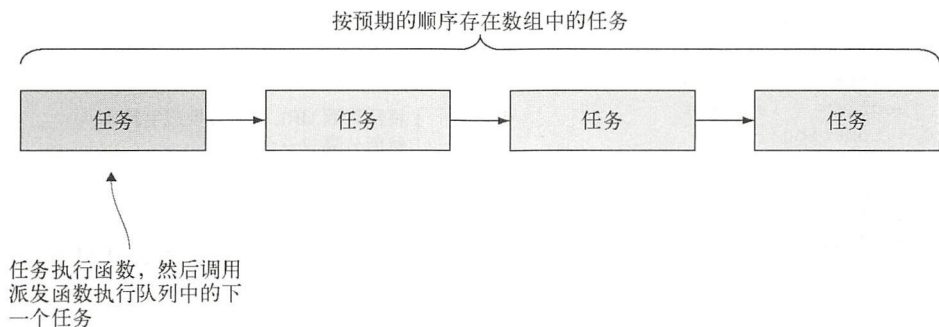 按预期的顺序存在数组中的任务
任务
任务
任务
任务
任务执行函数，然后调用
派发函数执行队列中的下
一个任务